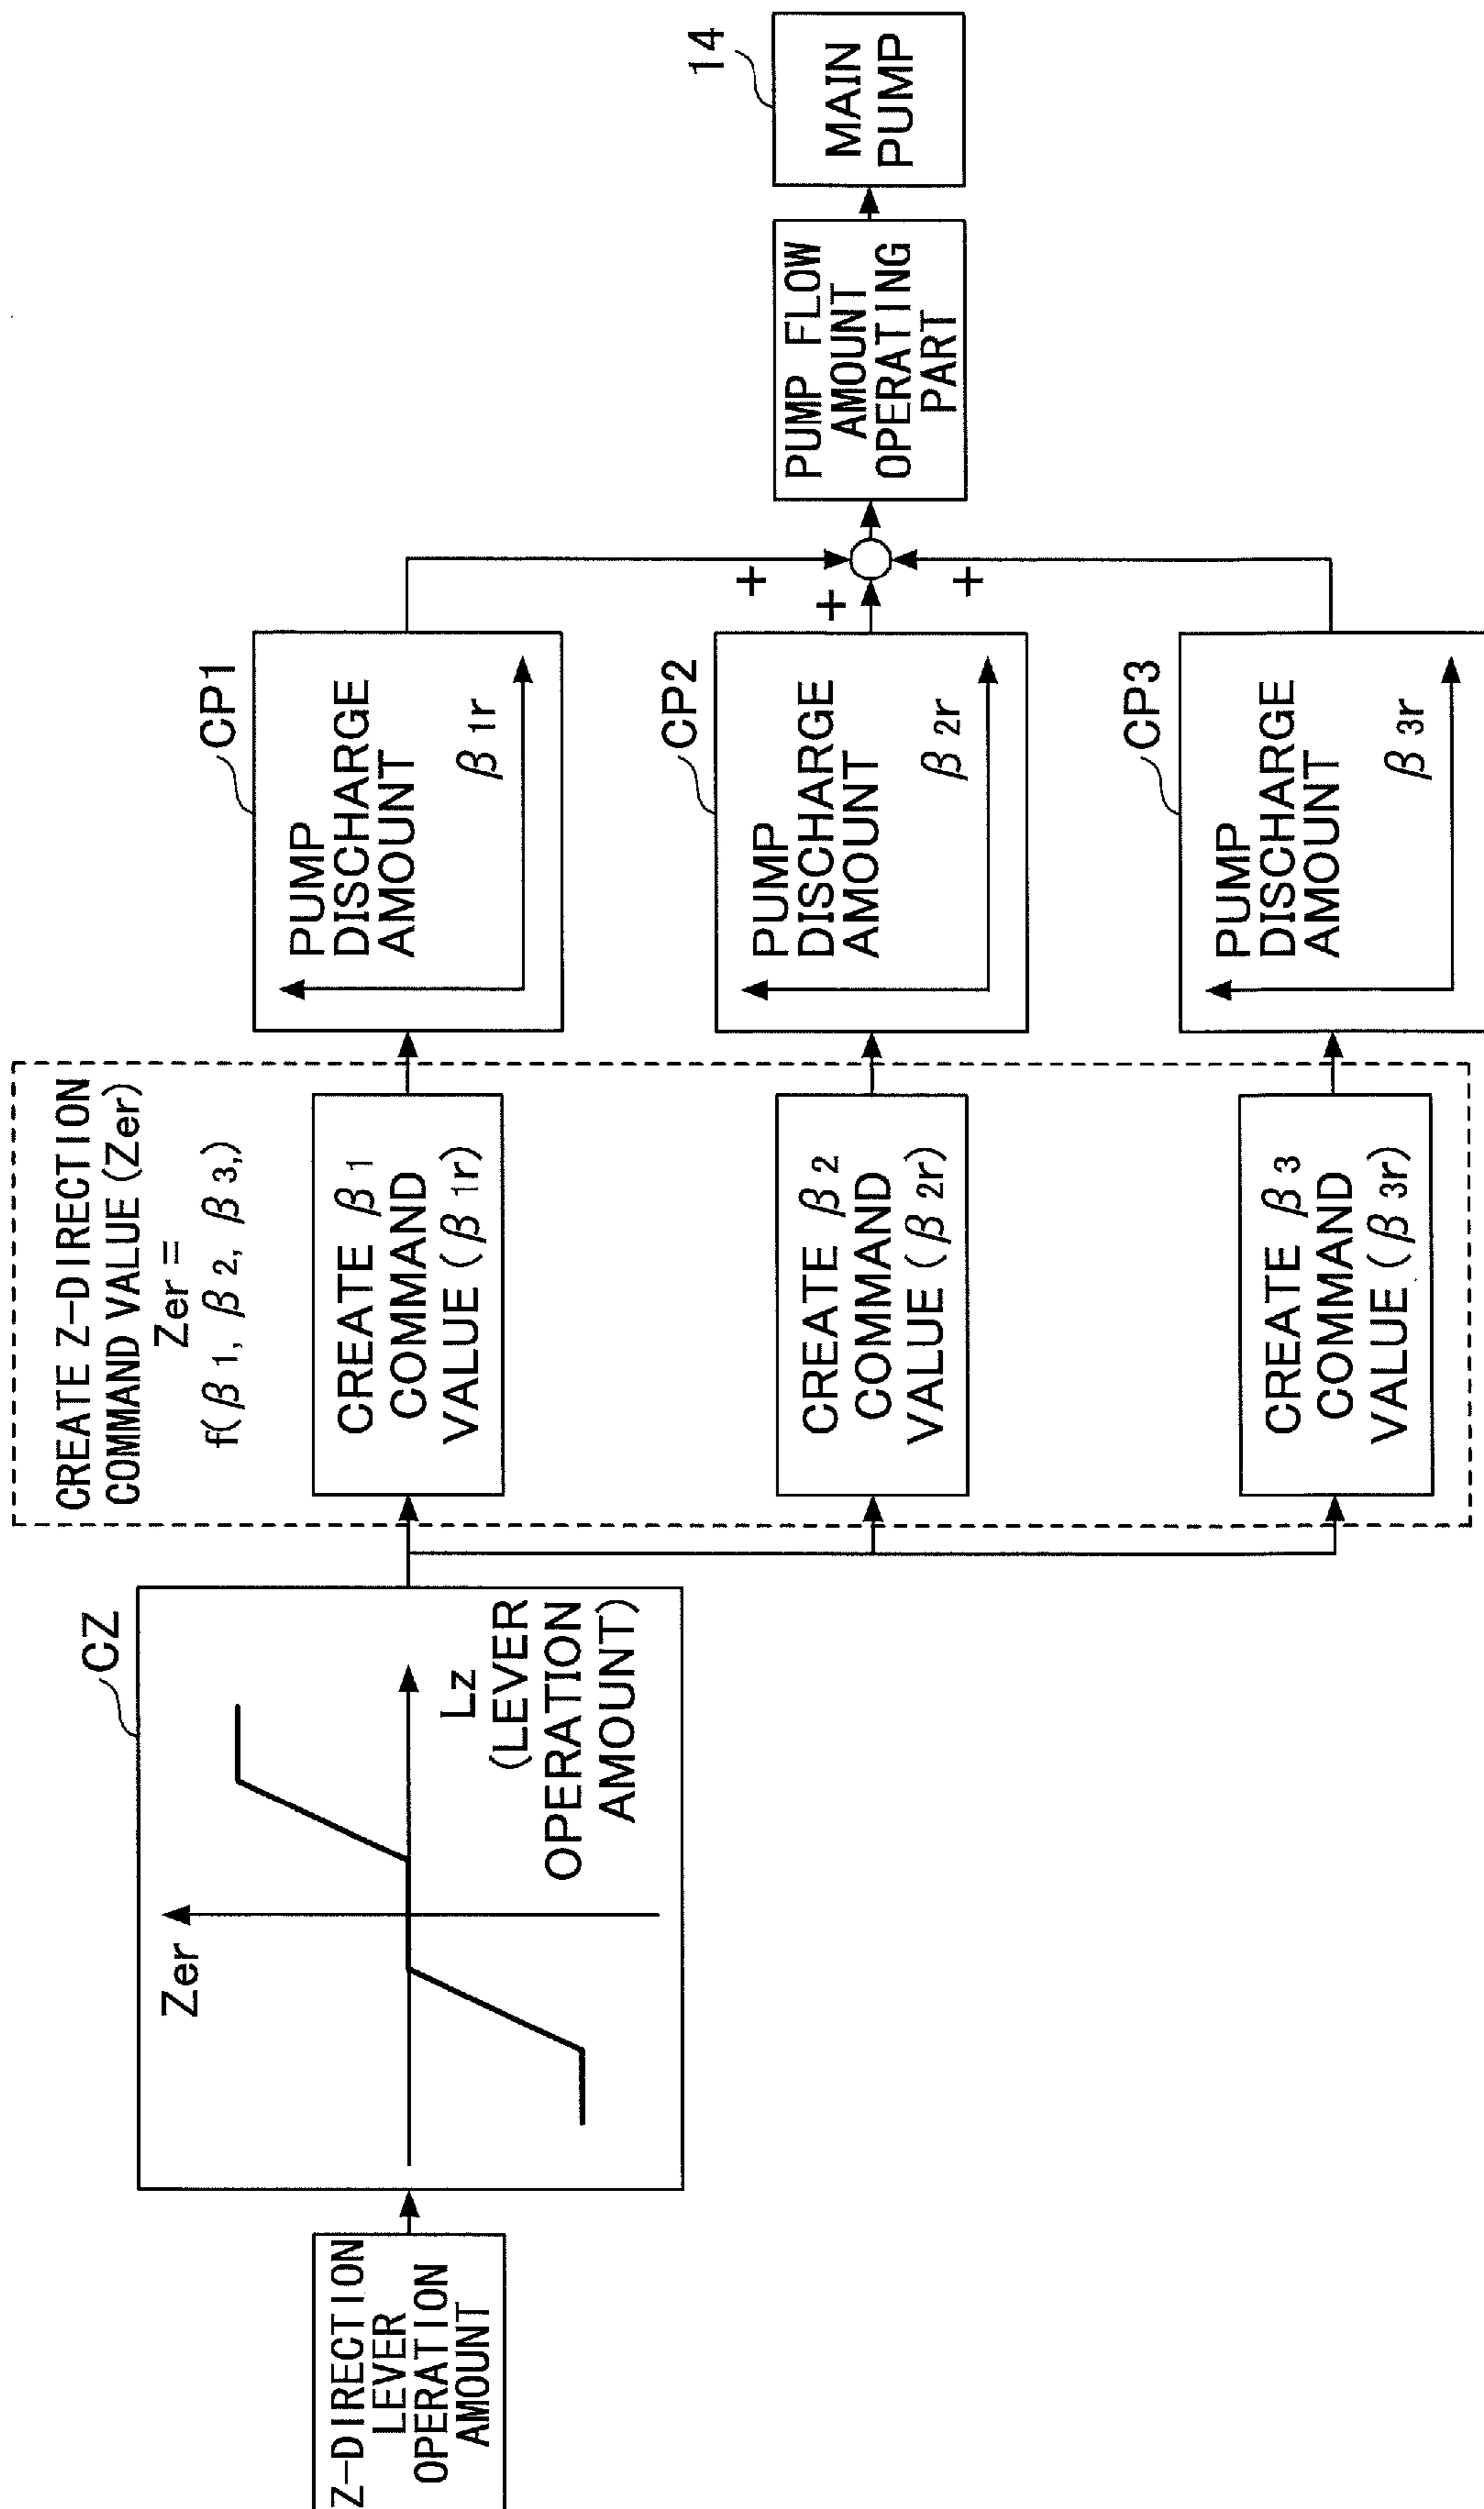 Z-DIRECTION
LEVER
OPERATION
AMOUNT
CZ
Zer
Lz
(LEVER
OPERATION
AMOUNT)
CREATE Z-DIRECTION
COMMAND VALUE (Zer)
Zer =
f(β1, β2, β3,)
CREATE β1
COMMAND
VALUE (β1r)
CREATE β2
COMMAND
VALUE (β2r)
CREATE β3
COMMAND
VALUE (β3r)
CP1
PUMP
DISCHARGE
AMOUNT
β1r
CP2
PUMP
DISCHARGE
AMOUNT
β2r
CP3
PUMP
DISCHARGE
AMOUNT
β3r
+
+
+
PUMP FLOW
AMOUNT
OPERATING
PART
14
MAIN
PUMP